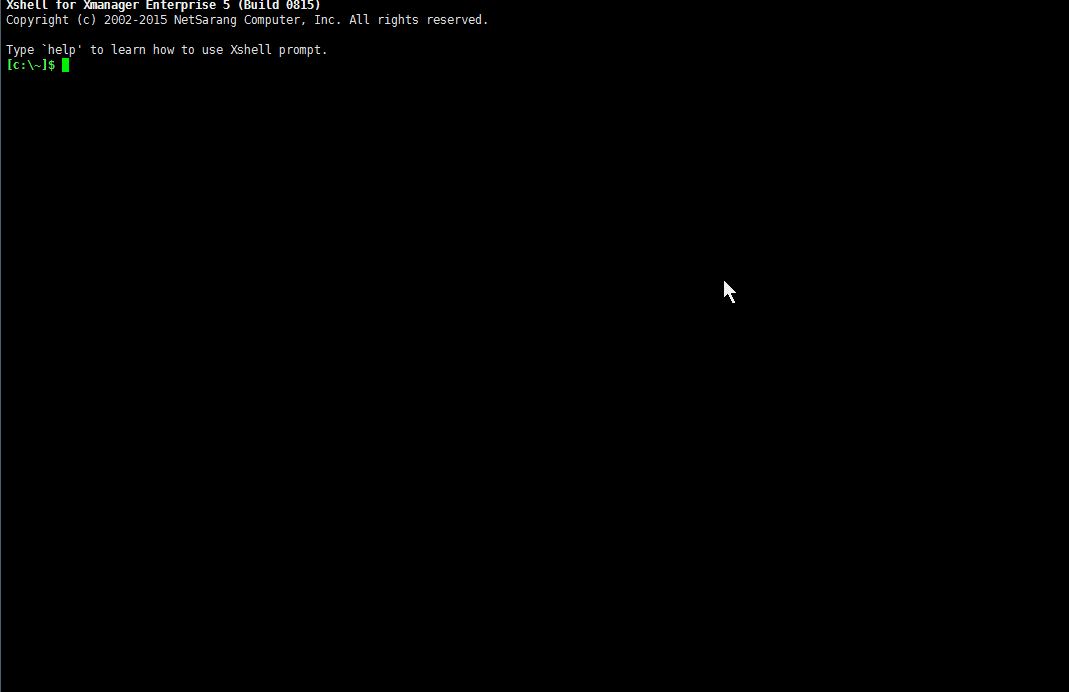 Xshell for Xmanager Enterprise 5 (Build 0815)
Copyright (c) 2002-2015 NetSarang Computer, Inc. All rights reserved.
Type `help' to learn how to use Xshell prompt.
[c:\~]$